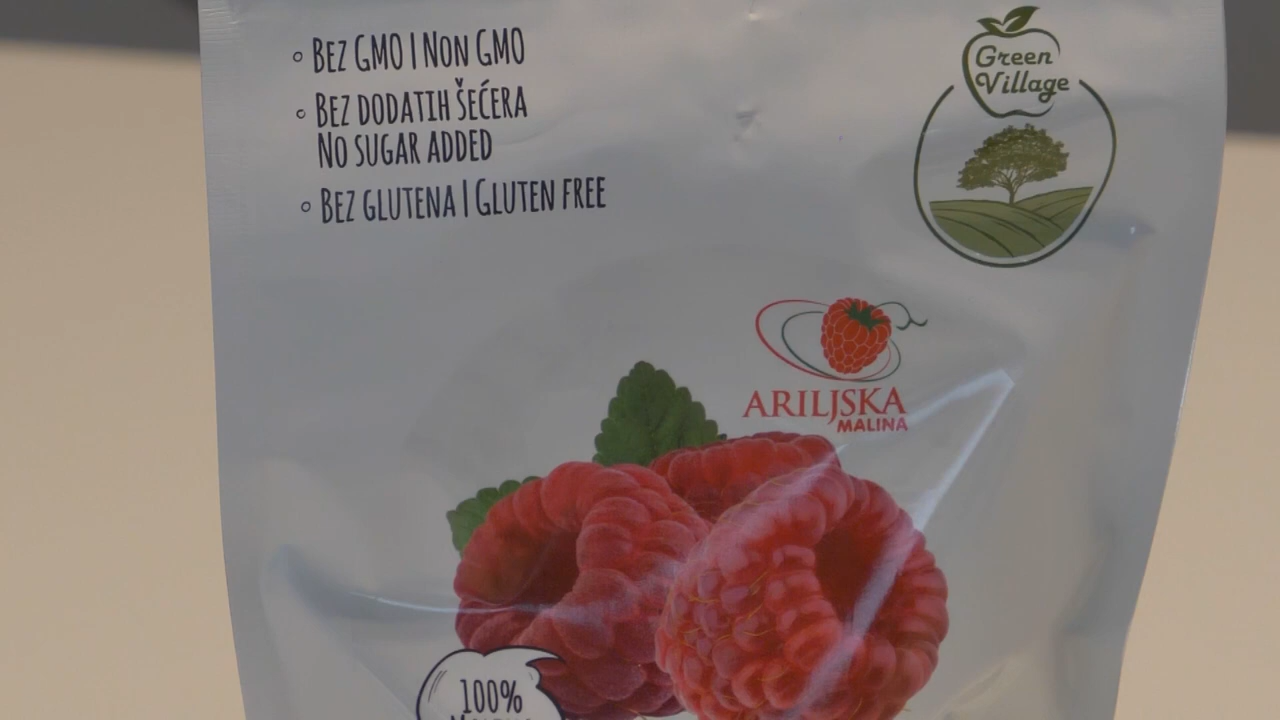 BEZ GMO | NON GMO
BEZ DODATIH ŠEĆERA
NO SUGAR ADDED
BEZ GLUTENA | GLUTEN FREE
Green
Village
ARILJSKA
MALINA
100%